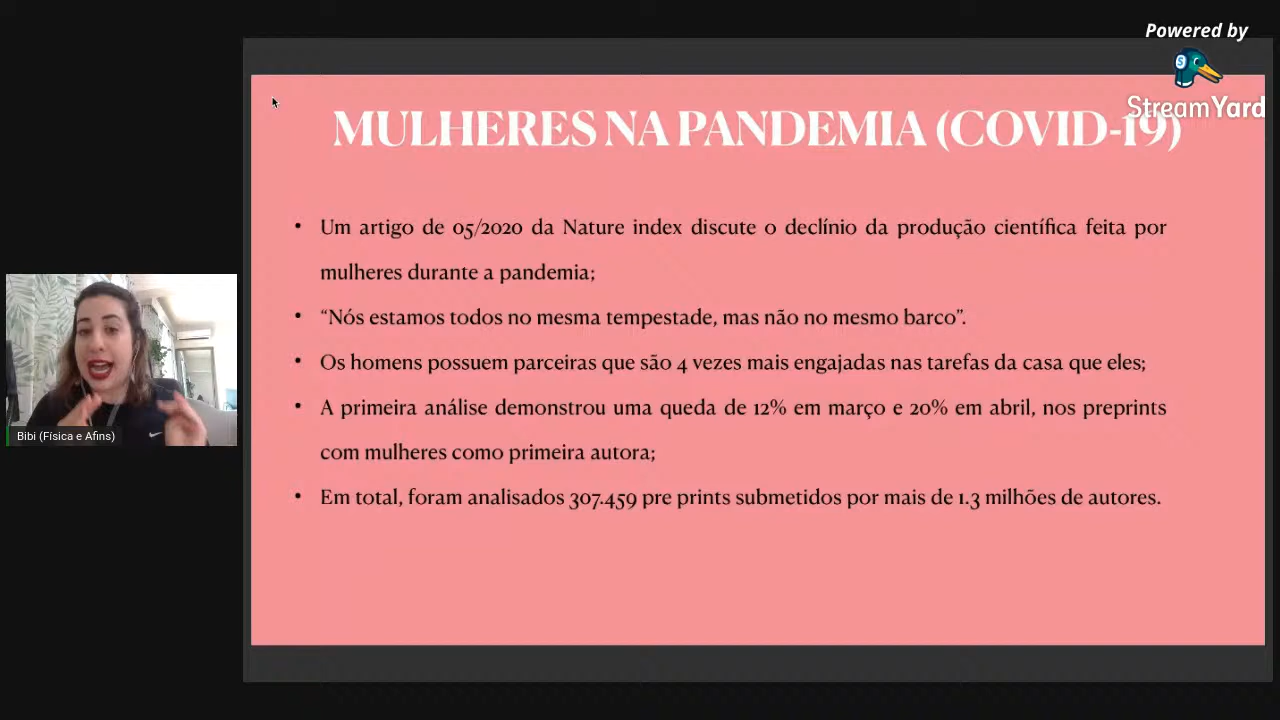 Powered by
StreamYard
MULHERES NA PANDEMIA (COVID-19)
• Um artigo de 05/2020 da Nature index discute o declínio da produção científica feita por
mulheres durante a pandemia;
• “Nós estamos todos no mesma tempestade, mas não no mesmo barco”.
• Os homens possuem parceiras que são 4 vezes mais engajadas nas tarefas da casa que eles;
• A primeira análise demonstrou uma queda de 12% em março e 20% em abril, nos preprints
com mulheres como primeira autora;
• Em total, foram analisados 307.459 pre prints submetidos por mais de 1.3 milhões de autores.
Bibi (Física e Afins)